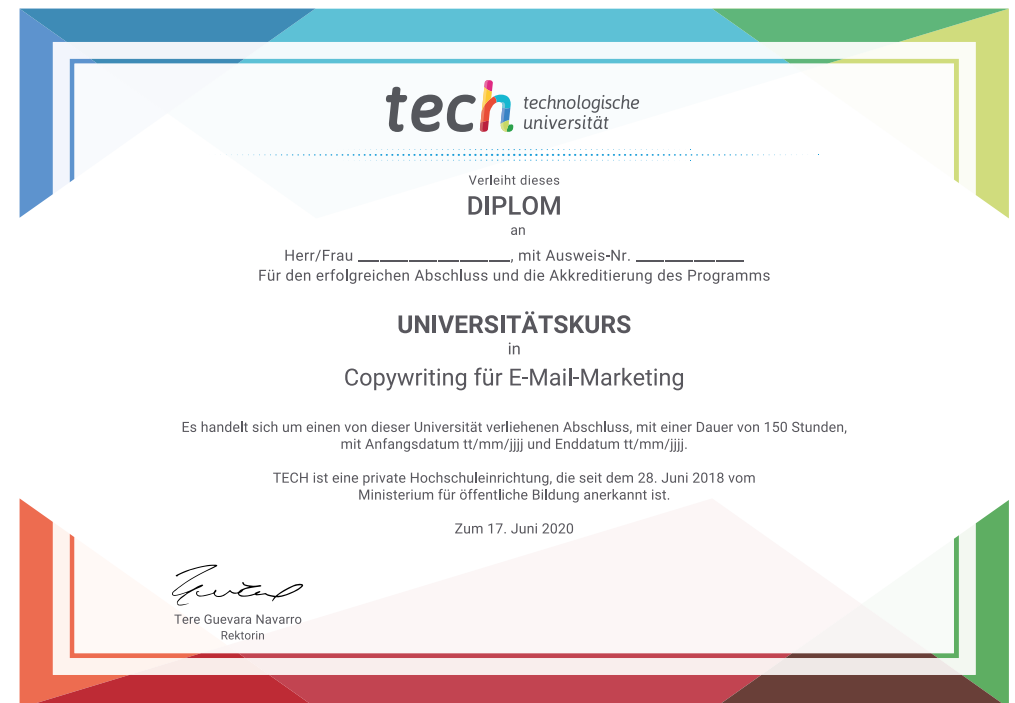 tech technologische
universität
Verleiht dieses
DIPLOM
an
Herr/Frau ________________, mit Ausweis-Nr. ___________
Für den erfolgreichen Abschluss und die Akkreditierung des Programms
UNIVERSITÄTSKURS
in
Copywriting für E-Mail-Marketing
Es handelt sich um einen von dieser Universität verliehenen Abschluss, mit einer Dauer von 150 Stunden,
mit Anfangsdatum tt/mm/jjjj und Enddatum tt/mm/jjjj.
TECH ist eine private Hochschuleinrichtung, die seit dem 28. Juni 2018 vom
Ministerium für öffentliche Bildung anerkannt ist.
Zum 17. Juni 2020
Tere Guevara Navarro
Rektorin